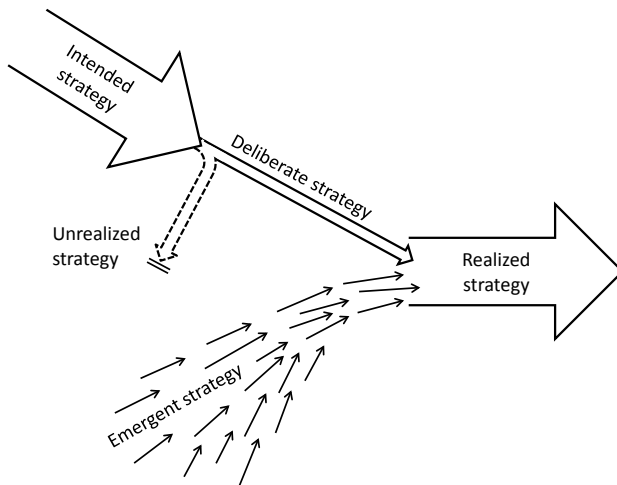 Intended
strategy
Deliberate strategy
Unrealized
strategy
Realized
strategy
Emergent strategy